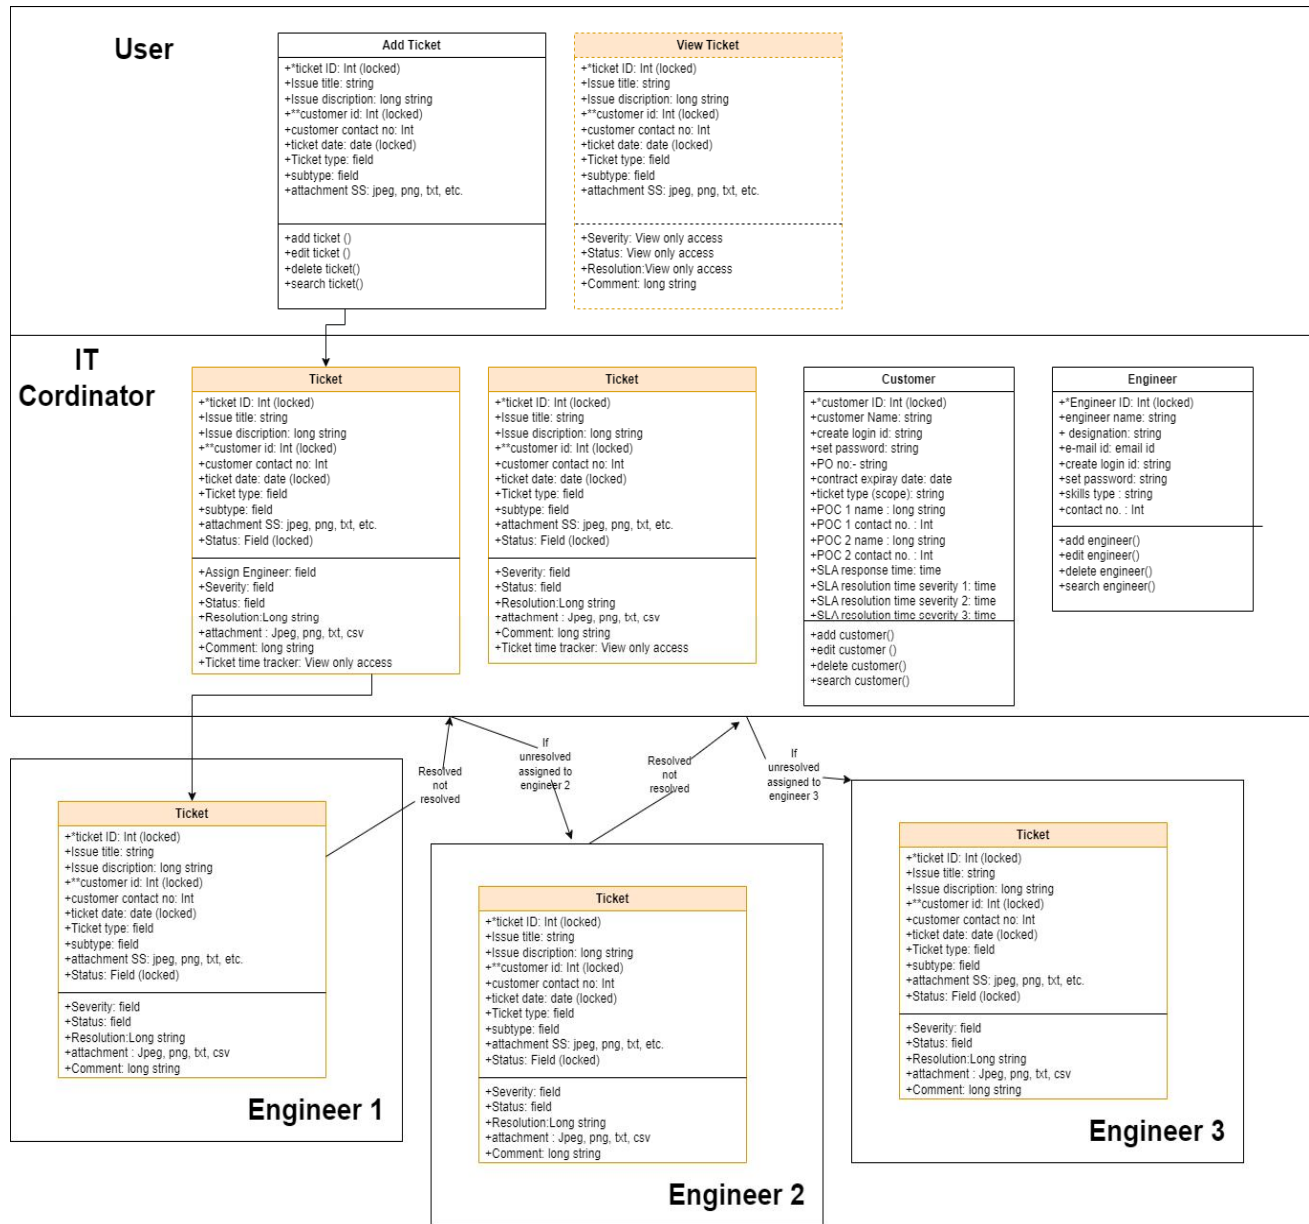 User
Add Ticket
+*ticket ID: Int (locked)
+Issue title: string
+Issue discription: long string
+**customer id: Int (locked)
+customer contact no: Int
+ticket date: date (locked)
+Ticket type: field
+subtype: field
+attachment SS: jpeg, png, txt, etc.
+add ticket ()
+edit ticket ()
+delete ticket()
+search ticket()
View Ticket
+*ticket ID: Int (locked)
+Issue title: string
+Issue discription: long string
+**customer id: Int (locked)
+customer contact no: Int
+ticket date: date (locked)
+Ticket type: field
+subtype: field
+attachment SS: jpeg, png, txt, etc.
+Severity: View only access
+Status: View only access
+Resolution:View only access
+Comment: long string
IT
Cordinator
Ticket
+*ticket ID: Int (locked)
+Issue title: string
+Issue discription: long string
+**customer id: Int (locked)
+customer contact no: Int
+ticket date: date (locked)
+Ticket type: field
+subtype: field
+attachment SS: jpeg, png, txt, etc.
+Status: Field (locked)
+Assign Engineer: field
+Severity: field
+Status: field
+Resolution:Long string
+attachment : Jpeg, png, txt, csv
+Comment: long string
+Ticket time tracker: View only access
Ticket
+*ticket ID: Int (locked)
+Issue title: string
+Issue discription: long string
+**customer id: Int (locked)
+customer contact no: Int
+ticket date: date (locked)
+Ticket type: field
+subtype: field
+attachment SS: jpeg, png, txt, etc.
+Status: Field (locked)
+Severity: field
+Status: field
+Resolution:Long string
+attachment : Jpeg, png, txt, csv
+Comment: long string
+Ticket time tracker: View only access
Customer
+*customer ID: Int (locked)
+customer Name: string
+create login id: string
+set password: string
+PO no:- string
+contract expiray date: date
+ticket type (scope): string
+POC 1 name : long string
+POC 1 contact no. : Int
+POC 2 name : long string
+POC 2 contact no. : Int
+SLA response time: time
+SLA resolution time severity 1: time
+SLA resolution time severity 2: time
+SLA resolution time severity 3: time
+add customer()
+edit customer ()
+delete customer()
+search customer()
Engineer
+*Engineer ID: Int (locked)
+engineer name: string
+ designation: string
+e-mail id: email id
+create login id: string
+set password: string
+skills type : string
+contact no. : Int
+add engineer()
+edit engineer()
+delete engineer()
+search engineer()
Resolved
not
resolved
If
unresolved
assigned to
engineer 2
Resolved
not
resolved
If
unresolved
assigned to
engineer 3
Ticket
+*ticket ID: Int (locked)
+Issue title: string
+Issue discription: long string
+**customer id: Int (locked)
+customer contact no: Int
+ticket date: date (locked)
+Ticket type: field
+subtype: field
+attachment SS: jpeg, png, txt, etc.
+Status: Field (locked)
+Severity: field
+Status: field
+Resolution:Long string
+attachment : Jpeg, png, txt, csv
+Comment: long string
Engineer 1
Ticket
+*ticket ID: Int (locked)
+Issue title: string
+Issue discription: long string
+**customer id: Int (locked)
+customer contact no: Int
+ticket date: date (locked)
+Ticket type: field
+subtype: field
+attachment SS: jpeg, png, txt, etc.
+Status: Field (locked)
+Severity: field
+Status: field
+Resolution:Long string
+attachment : Jpeg, png, txt, csv
+Comment: long string
Engineer 2
Ticket
+*ticket ID: Int (locked)
+Issue title: string
+Issue discription: long string
+**customer id: Int (locked)
+customer contact no: Int
+ticket date: date (locked)
+Ticket type: field
+subtype: field
+attachment SS: jpeg, png, txt, etc.
+Status: Field (locked)
+Severity: field
+Status: field
+Resolution:Long string
+attachment : Jpeg, png, txt, csv
+Comment: long string
Engineer 3